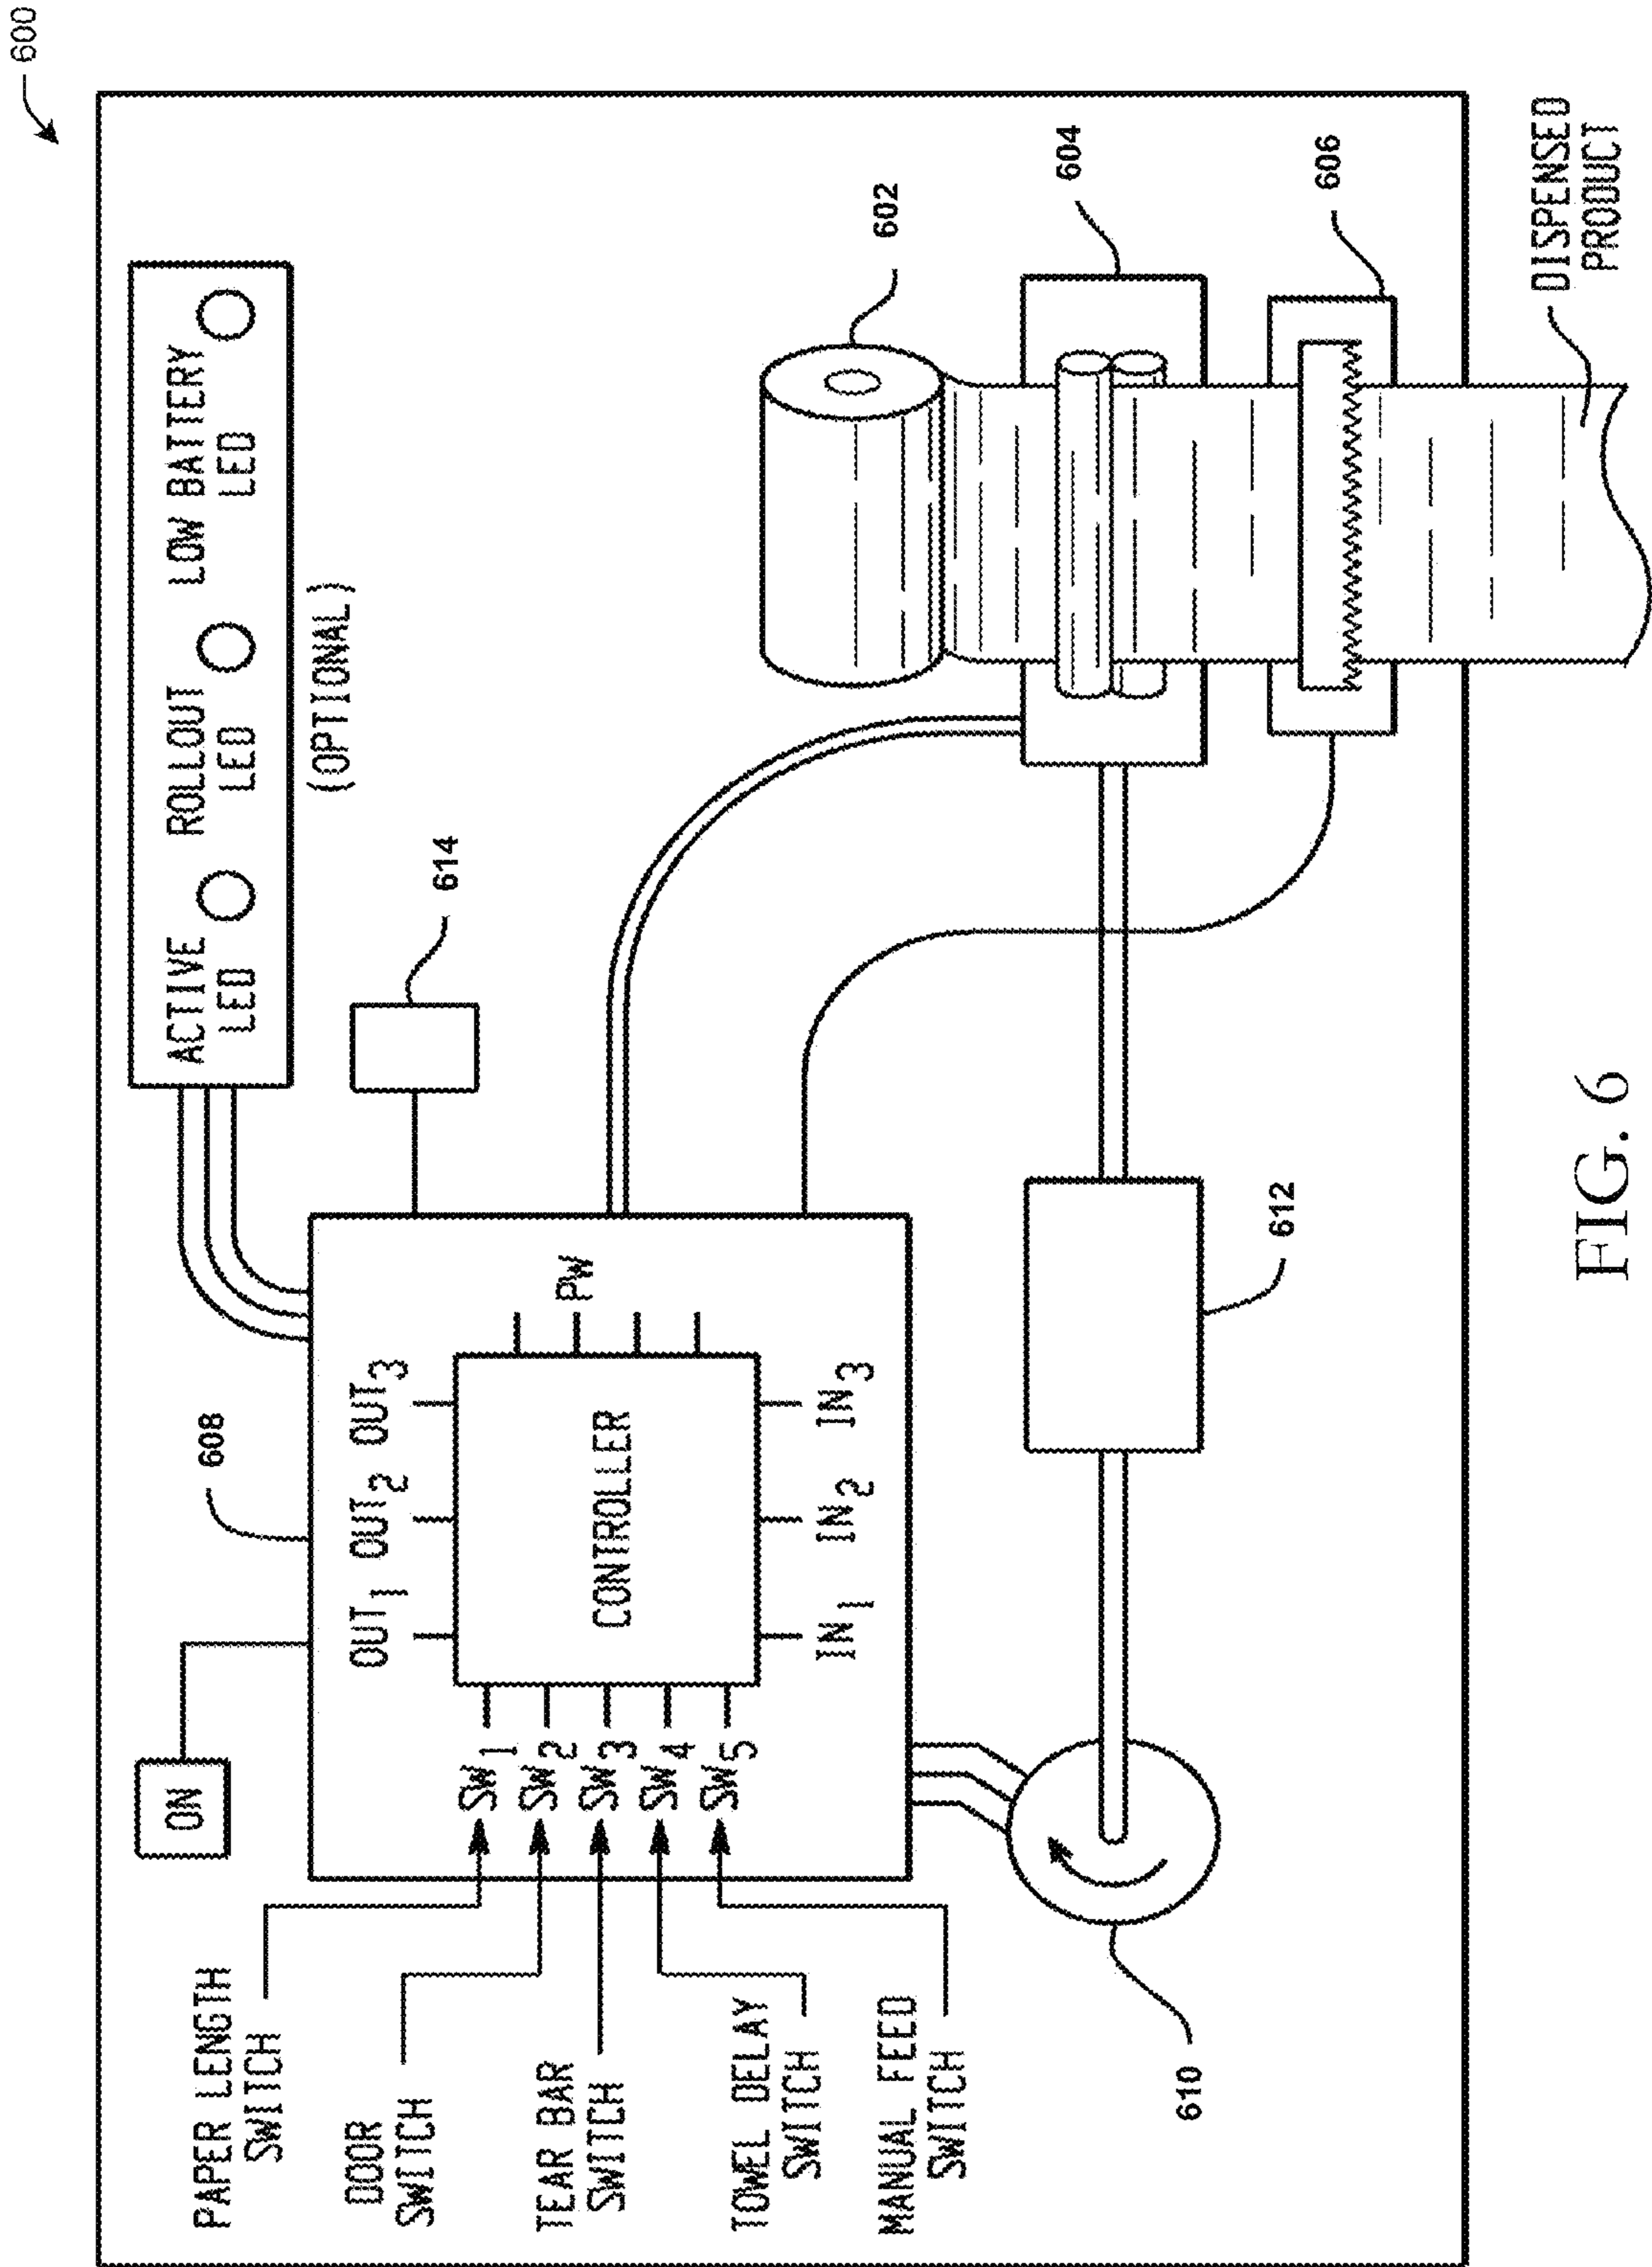 600
ACTIVE
LED
ROLLOUT
LED
LOW BATTERY
LED
(OPTIONAL)
ON
608
614
OUT1 OUT2 OUT3
PAPER LENGTH
SWITCH
DOOR
SWITCH
TEAR BAR
SWITCH
TOWEL DELAY
SWITCH
MANUAL FEED
SWITCH
SW1
SW2
SW3
SW4
SW5
CONTROLLER
PW
IN1 IN2 IN3
602
604
606
610
612
DISPENSED
PRODUCT
FIG. 6